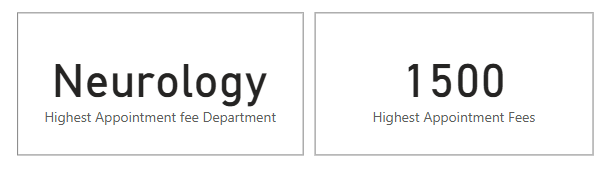 Neurology
Highest Appointment fee Department
1500
Highest Appointment Fees